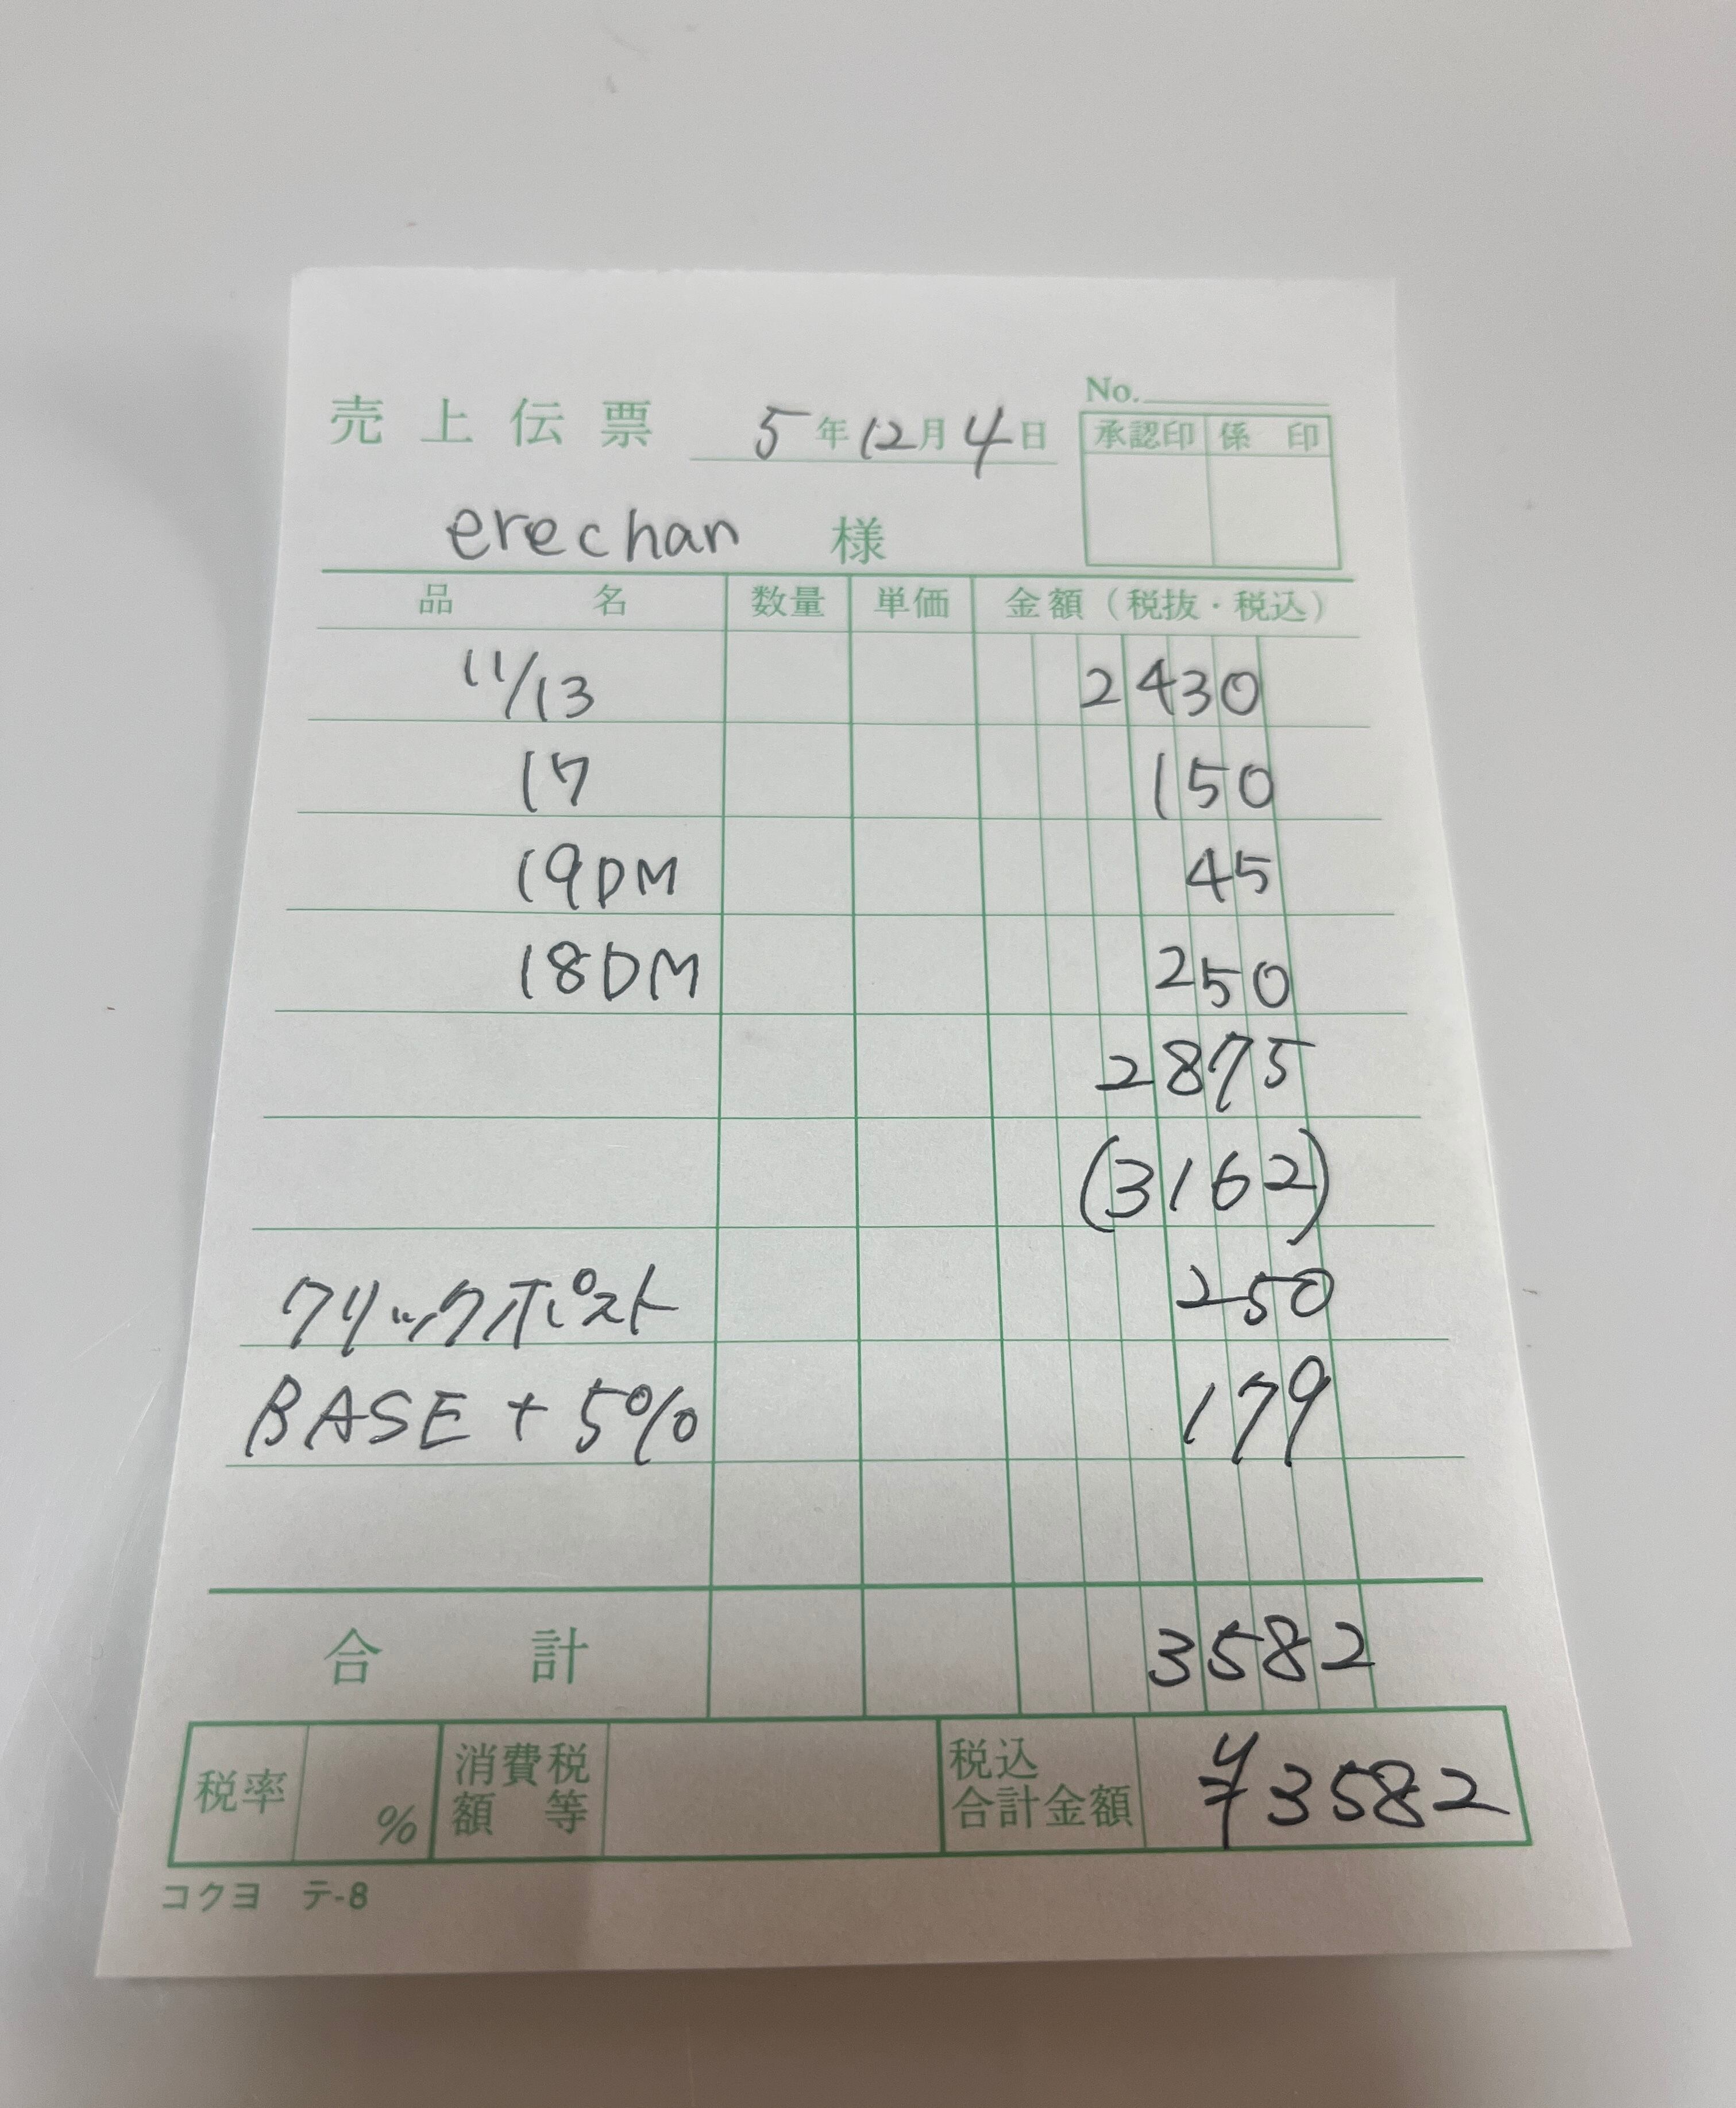 No.
売上伝票 5年12月4日
承認印 係印
erechan 様
品名 数量 単価 金額（税抜・税込）
11/13 2430
17 150
19DM 45
18DM 250
2875
(3162)
クリックポスト 250
BASE + 5% 179
合計 3582
税率 % 消費税額等 税込合計金額 ¥3582
コクヨ テ-8